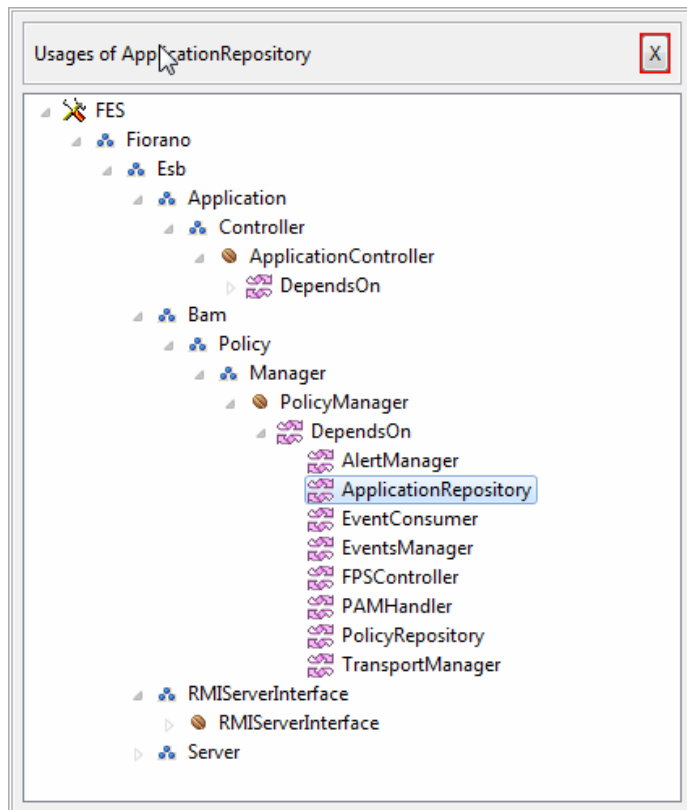 Usages of ApplicationRepository
X
FES
Fiorano
Esb
Application
Controller
ApplicationController
DependsOn
Bam
Policy
Manager
PolicyManager
DependsOn
AlertManager
ApplicationRepository
EventConsumer
EventsManager
FPSController
PAMHandler
PolicyRepository
TransportManager
RMIServerInterface
RMIServerInterface
Server